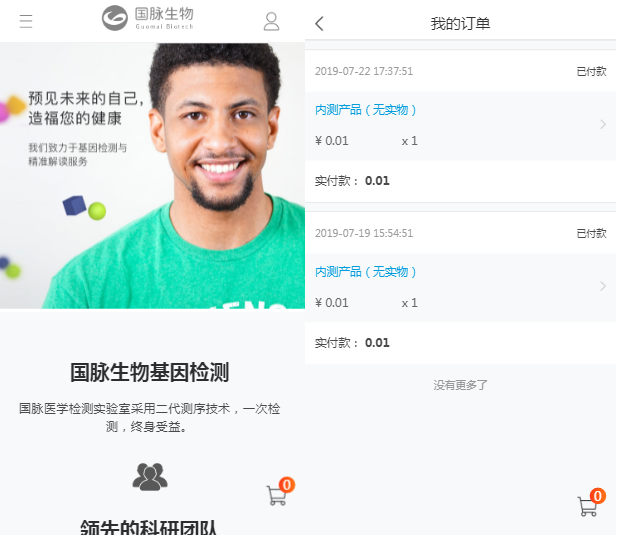 国脉生物
Guomai Biotech
预见未来的自己，
造福您的健康
我们致力于基因检测与
精准解读服务
国脉生物基因检测
国脉医学检测实验室采用二代测序技术，一次检
测，终身受益。
0
领先的科研团队
我的订单
2019-07-22 17:37:51 已付款
内测产品（无实物）
¥ 0.01 x 1
实付款： 0.01
2019-07-19 15:54:51 已付款
内测产品（无实物）
¥ 0.01 x 1
实付款： 0.01
没有更多了
0